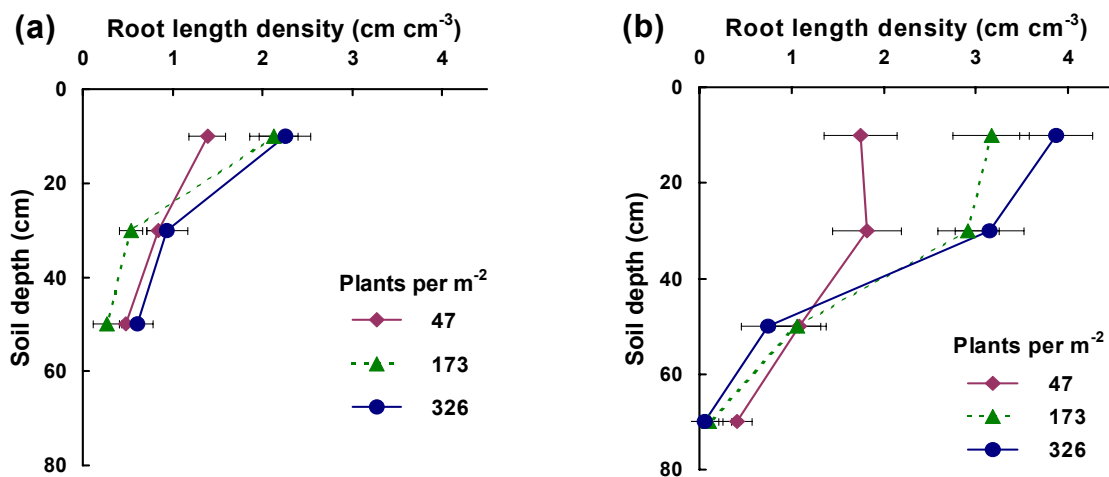 (a)
Root length density (cm cm-3)
0 1 2 3 4
0
20
40
60
80
Soil depth (cm)
Plants per m-2
47
173
326
(b)
Root length density (cm cm-3)
0 1 2 3 4
0
20
40
60
80
Soil depth (cm)
Plants per m-2
47
173
326